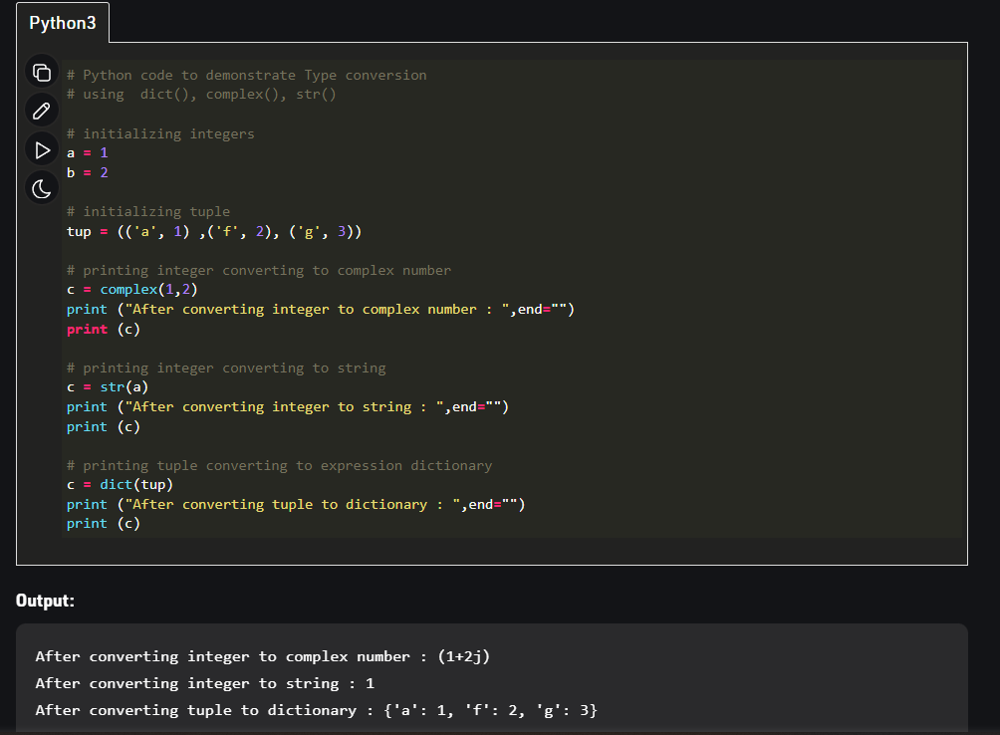 Python3
# Python code to demonstrate Type conversion
# using  dict(), complex(), str()
# initializing integers
a = 1
b = 2
# initializing tuple
tup = (('a', 1) ,('f', 2), ('g', 3))
# printing integer converting to complex number
c = complex(1,2)
print ("After converting integer to complex number : ",end="")
print (c)
# printing integer converting to string
c = str(a)
print ("After converting integer to string : ",end="")
print (c)
# printing tuple converting to expression dictionary
c = dict(tup)
print ("After converting tuple to dictionary : ",end="")
print (c)
Output:
After converting integer to complex number : (1+2j)
After converting integer to string : 1
After converting tuple to dictionary : {'a': 1, 'f': 2, 'g': 3}